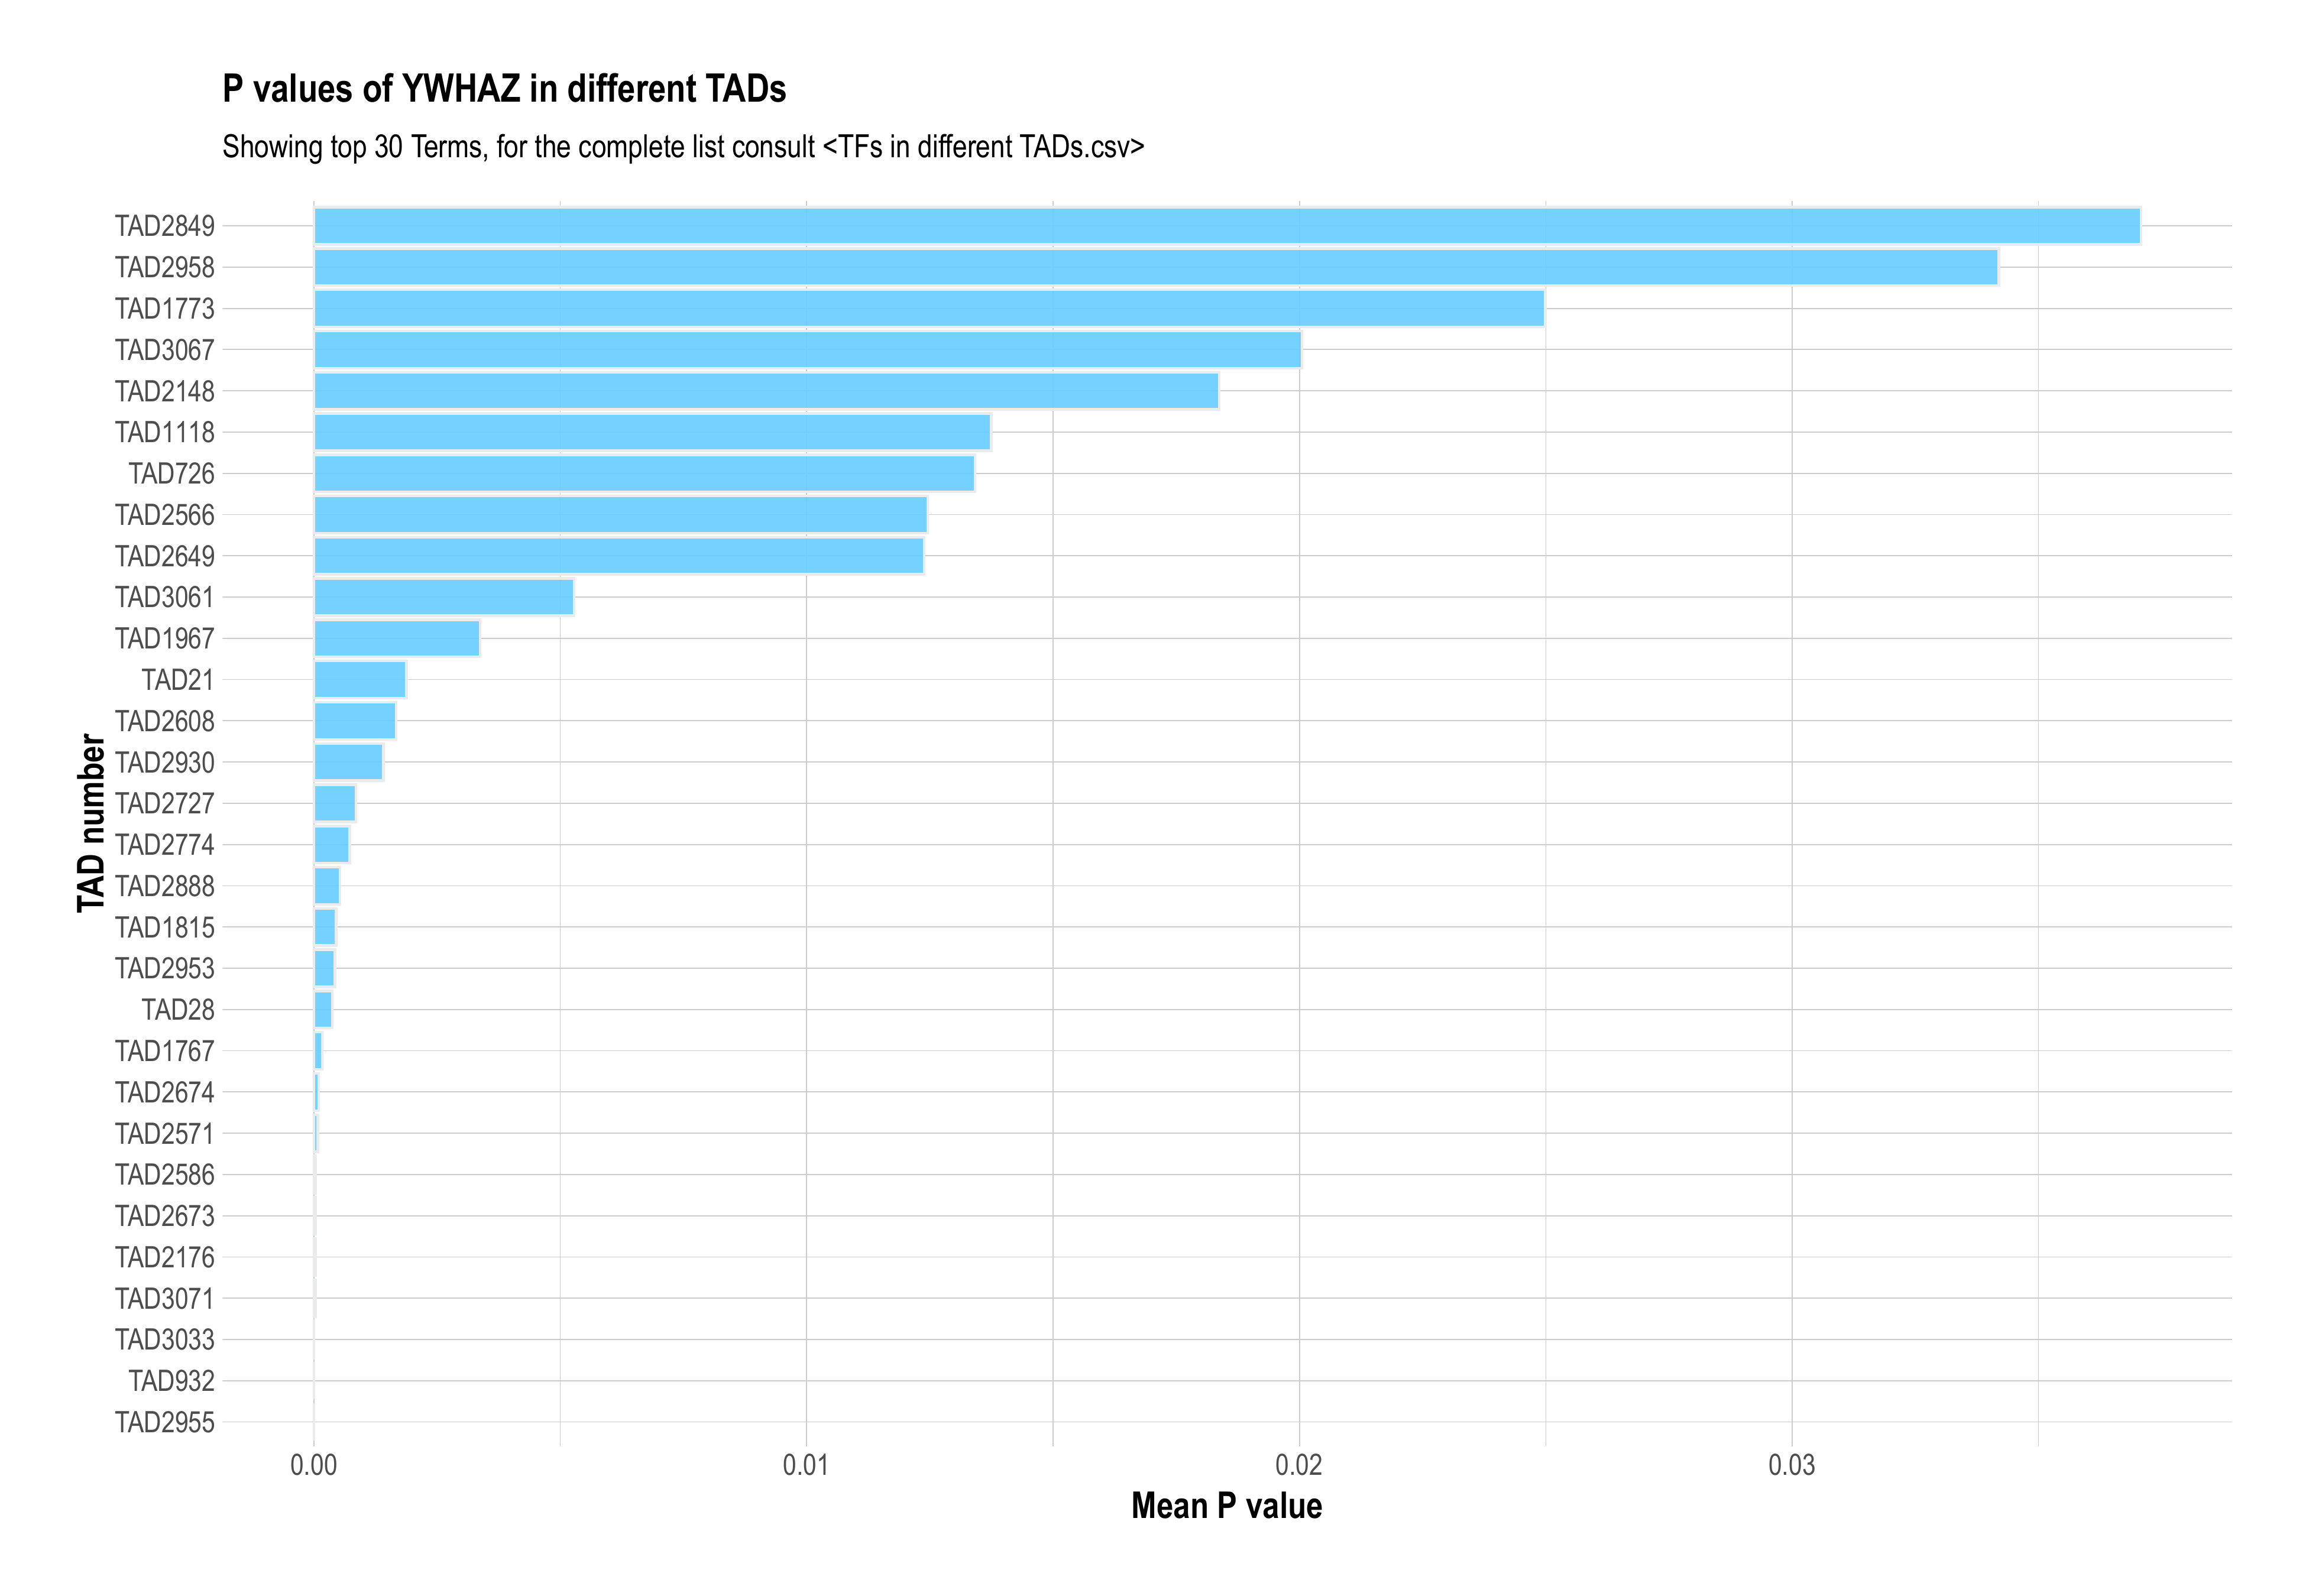 P values of YWHAZ in different TADs
Showing top 30 Terms, for the complete list consult <TFs in different TADs.csv>
TAD number
TAD2849
TAD2958
TAD1773
TAD3067
TAD2148
TAD1118
TAD726
TAD2566
TAD2649
TAD3061
TAD1967
TAD21
TAD2608
TAD2930
TAD2727
TAD2774
TAD2888
TAD1815
TAD2953
TAD28
TAD1767
TAD2674
TAD2571
TAD2586
TAD2673
TAD2176
TAD3071
TAD3033
TAD932
TAD2955
0.00 0.01 0.02 0.03
Mean P value